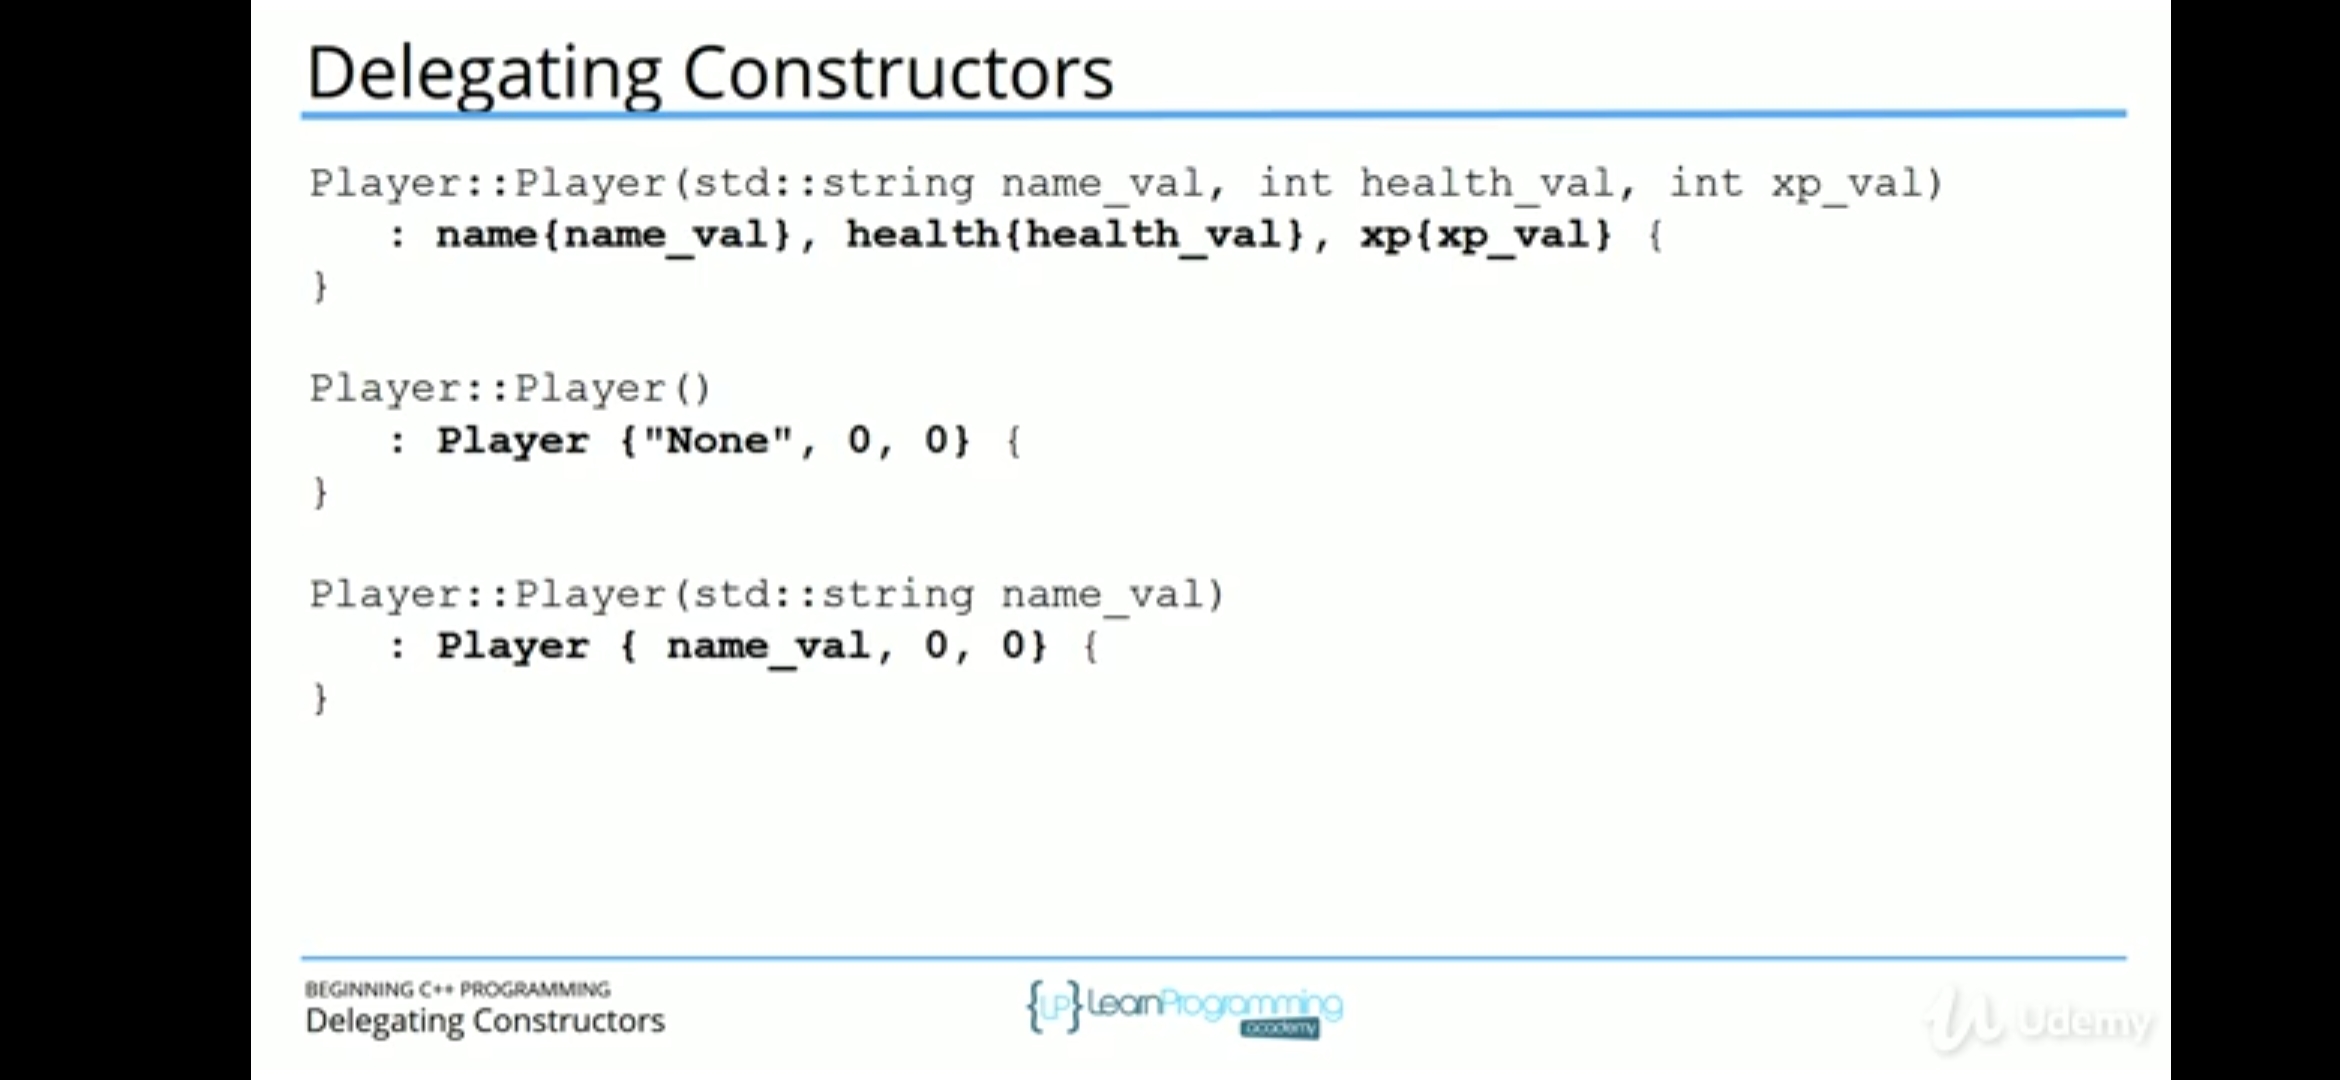 Delegating Constructors
Player::Player(std::string name_val, int health_val, int xp_val)
: name{name_val}, health{health_val}, xp{xp_val} {
}
Player::Player()
: Player {"None", 0, 0} {
}
Player::Player(std::string name_val)
: Player { name_val, 0, 0} {
}
BEGINNING C++ PROGRAMMING
Delegating Constructors
{LP} LearnProgramming
academy
Udemy